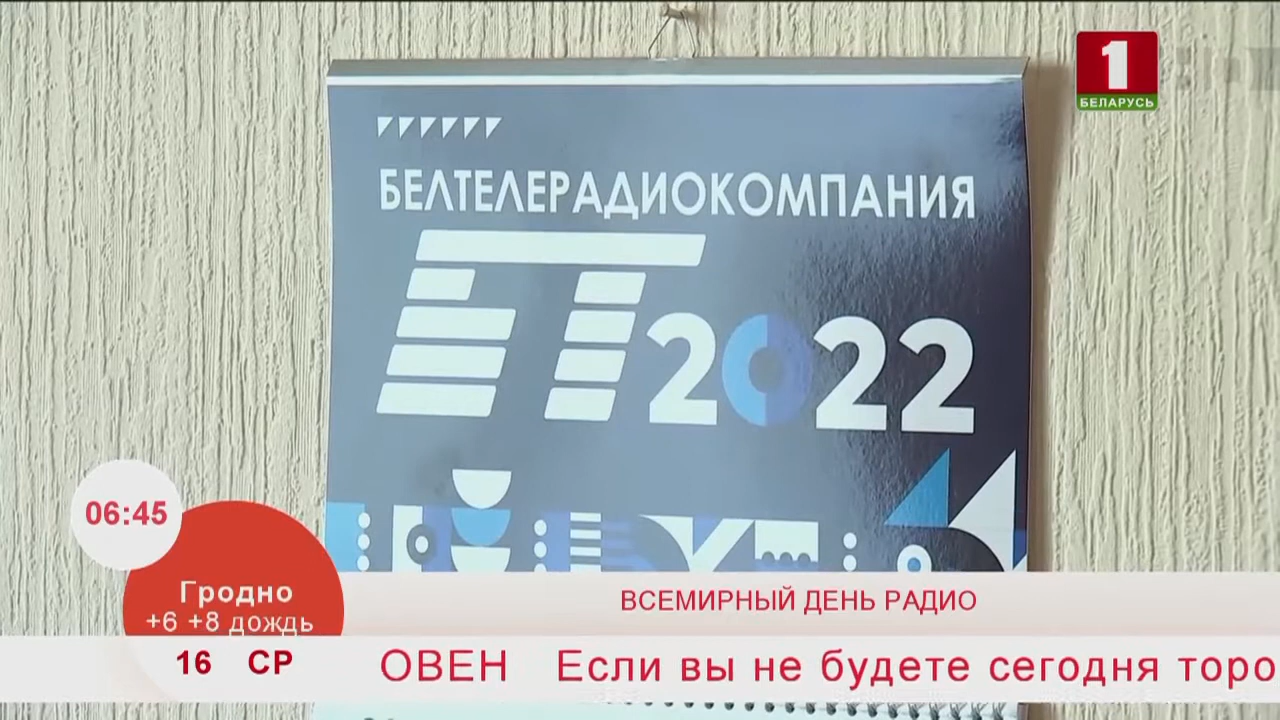 1
БЕЛАРУСЬ
БЕЛТЕЛЕРАДИОКОМПАНИЯ
БТ 2022
06:45
Гродно
+6 +8 дождь
ВСЕМИРНЫЙ ДЕНЬ РАДИО
16 СР
ОВЕН Если вы не будете сегодня торо